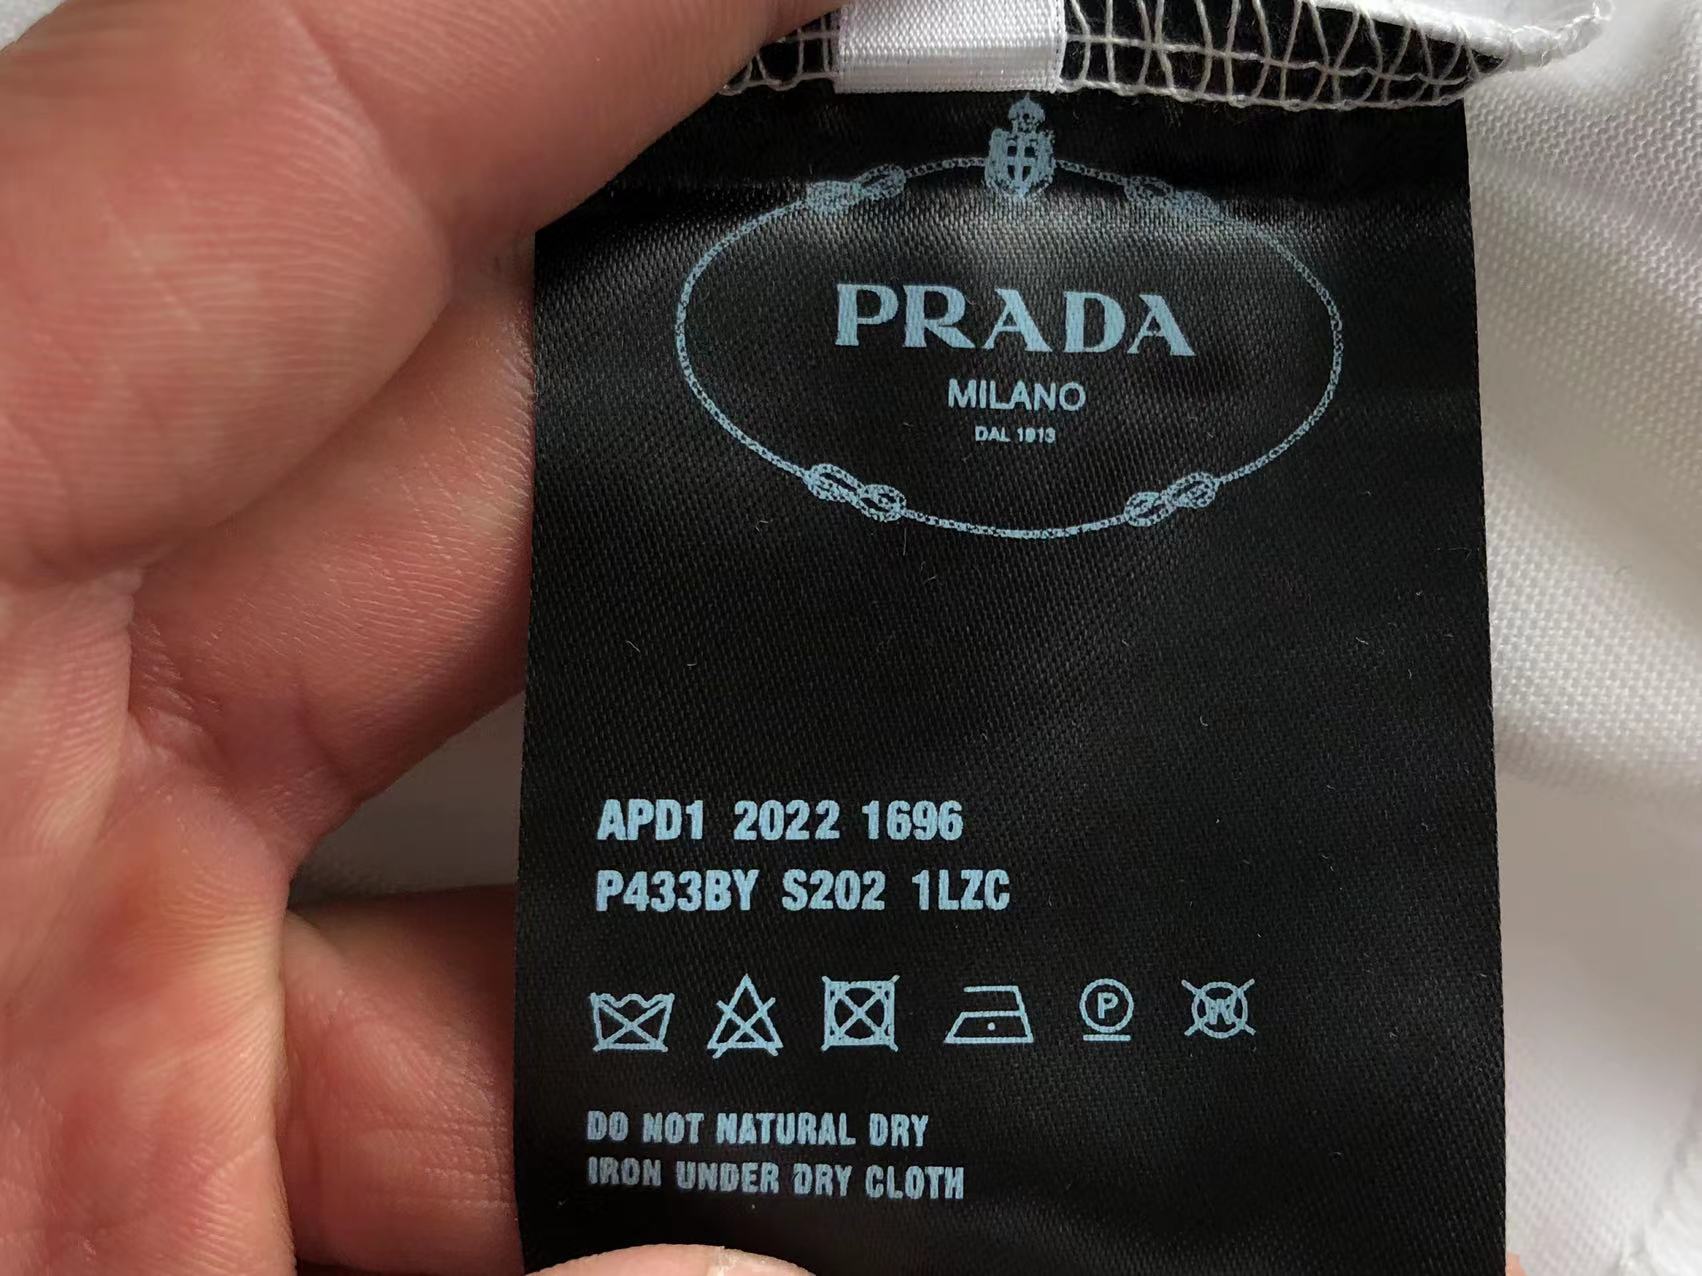 PRADA
MILANO
DAL 1913
APD1 2022 1696
P433BY S202 1LZC
P
W
DO NOT NATURAL DRY
IRON UNDER DRY CLOTH